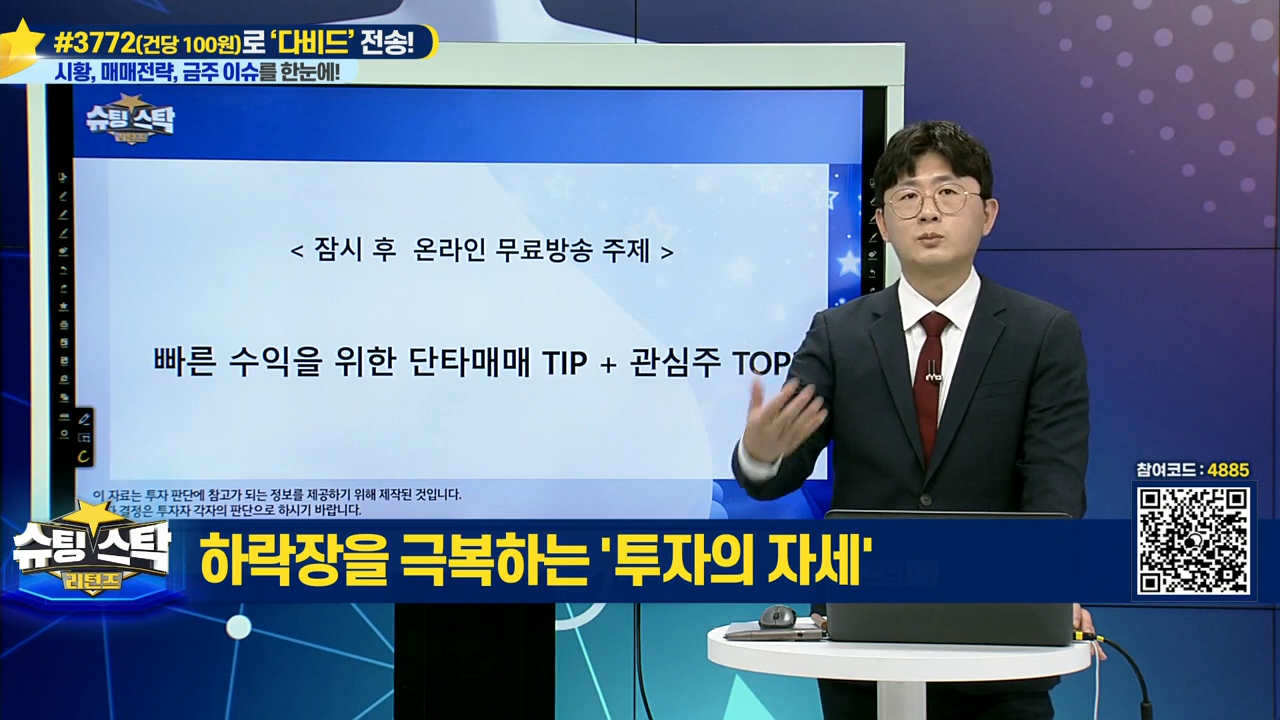 #3772(건당 100원)로 '다비드' 전송!
시황, 매매전략, 금주 이슈를 한눈에!
슈팅 스탁
리턴즈
< 잠시 후 온라인 무료방송 주제 >
빠른 수익을 위한 단타매매 TIP + 관심주 TOP
이 자료는 투자 판단에 참고가 되는 정보를 제공하기 위해 제작된 것입니다.
결정은 투자자 각자의 판단으로 하시기 바랍니다.
참여코드 : 4885
슈팅 스탁
리턴즈
하락장을 극복하는 '투자의 자세'